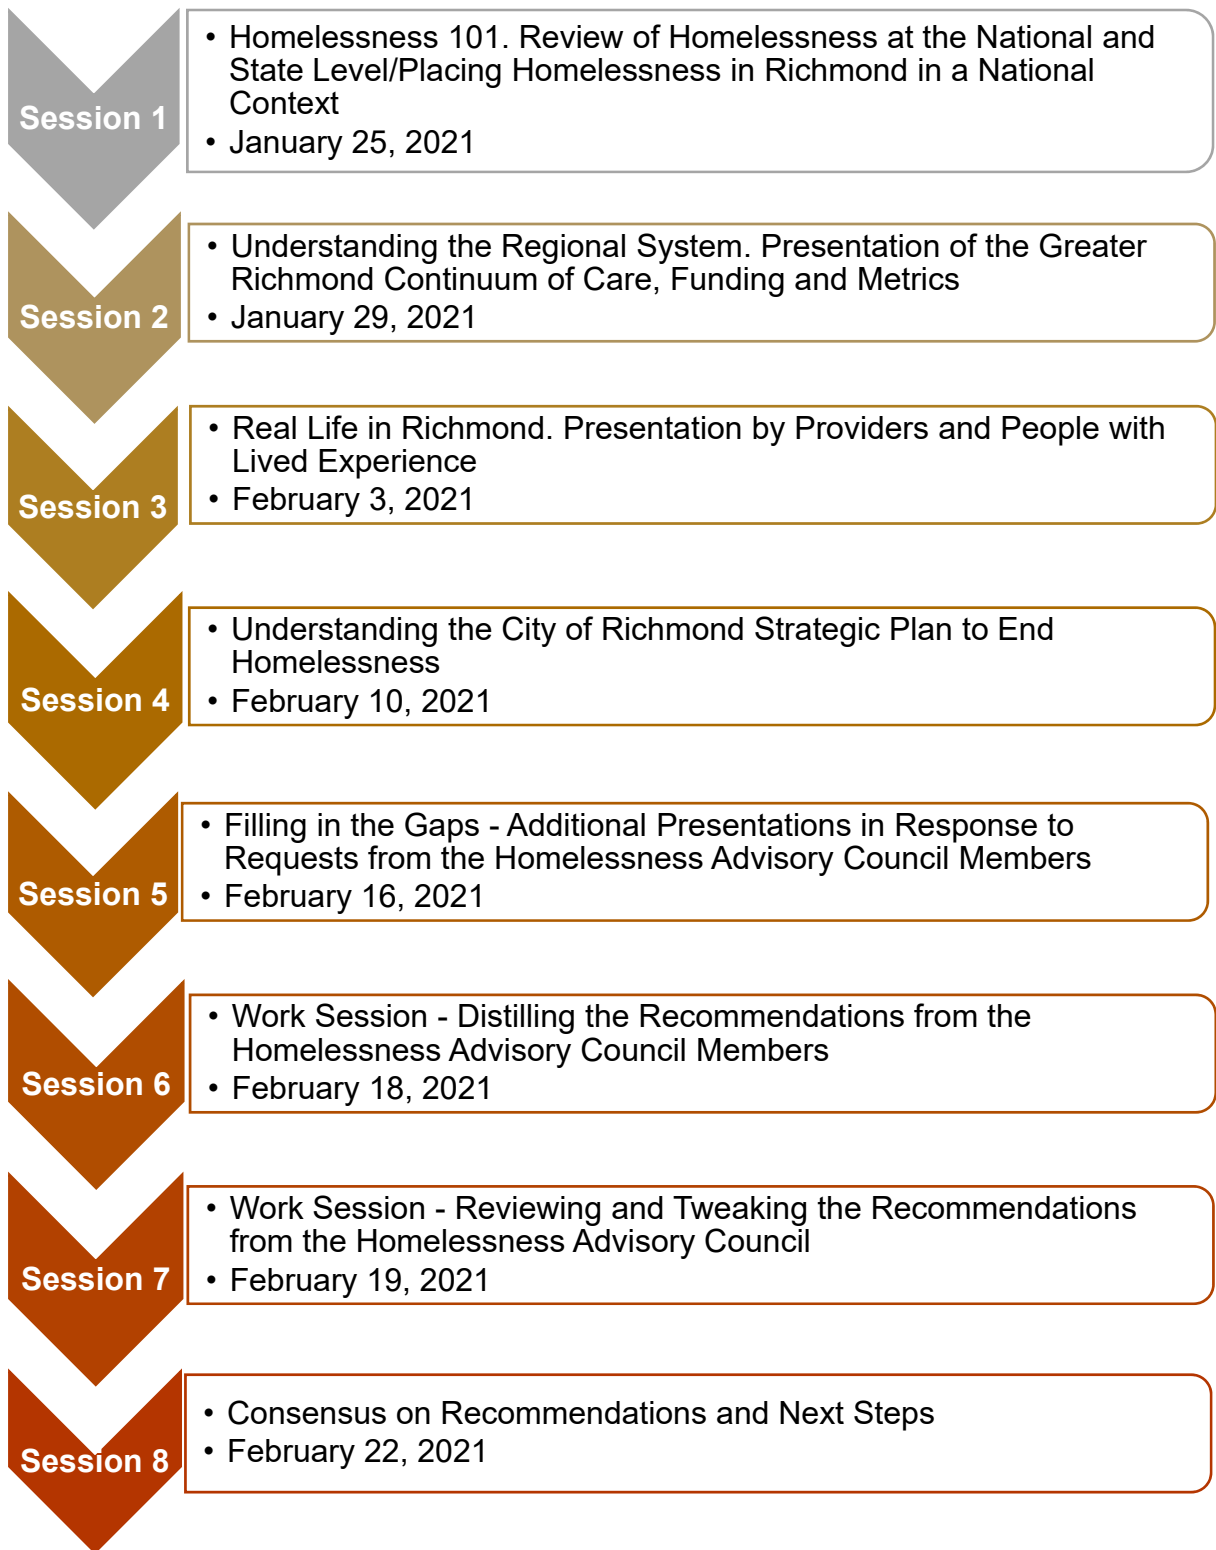 Session 1
• Homelessness 101. Review of Homelessness at the National and
State Level/Placing Homelessness in Richmond in a National
Context
• January 25, 2021
Session 2
• Understanding the Regional System. Presentation of the Greater
Richmond Continuum of Care, Funding and Metrics
• January 29, 2021
Session 3
• Real Life in Richmond. Presentation by Providers and People with
Lived Experience
• February 3, 2021
Session 4
• Understanding the City of Richmond Strategic Plan to End
Homelessness
• February 10, 2021
Session 5
• Filling in the Gaps - Additional Presentations in Response to
Requests from the Homelessness Advisory Council Members
• February 16, 2021
Session 6
• Work Session - Distilling the Recommendations from the
Homelessness Advisory Council Members
• February 18, 2021
Session 7
• Work Session - Reviewing and Tweaking the Recommendations
from the Homelessness Advisory Council
• February 19, 2021
Session 8
• Consensus on Recommendations and Next Steps
• February 22, 2021